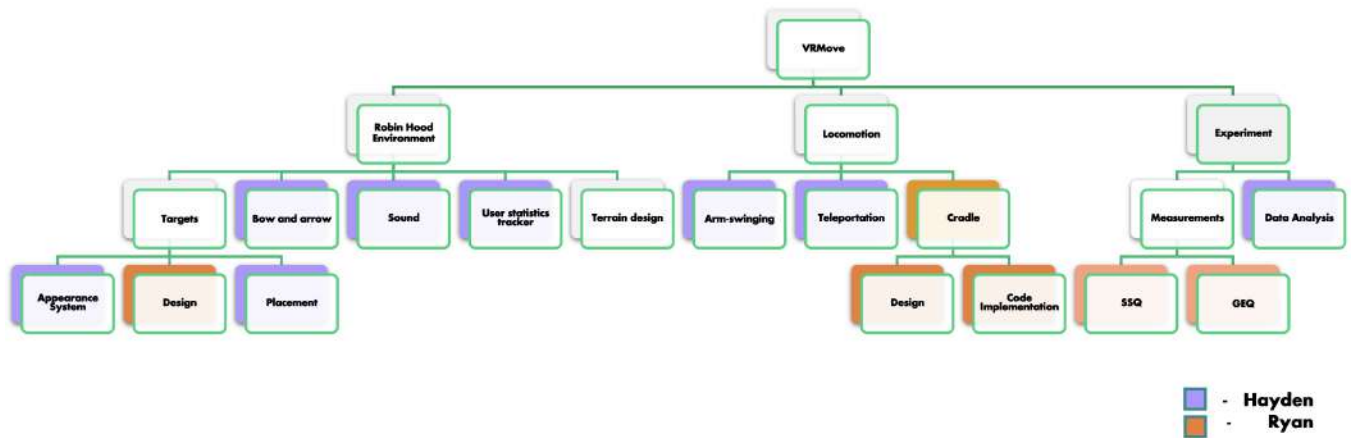 VRMove
Robin Hood
Environment
Locomotion
Experiment
Targets
Bow and arrow
Sound
User statistics
tracker
Terrain design
Arm-swinging
Teleportation
Cradle
Measurements
Data Analysis
Appearance
System
Design
Placement
Design
Code
Implementation
SSQ
GEQ
- Hayden
- Ryan